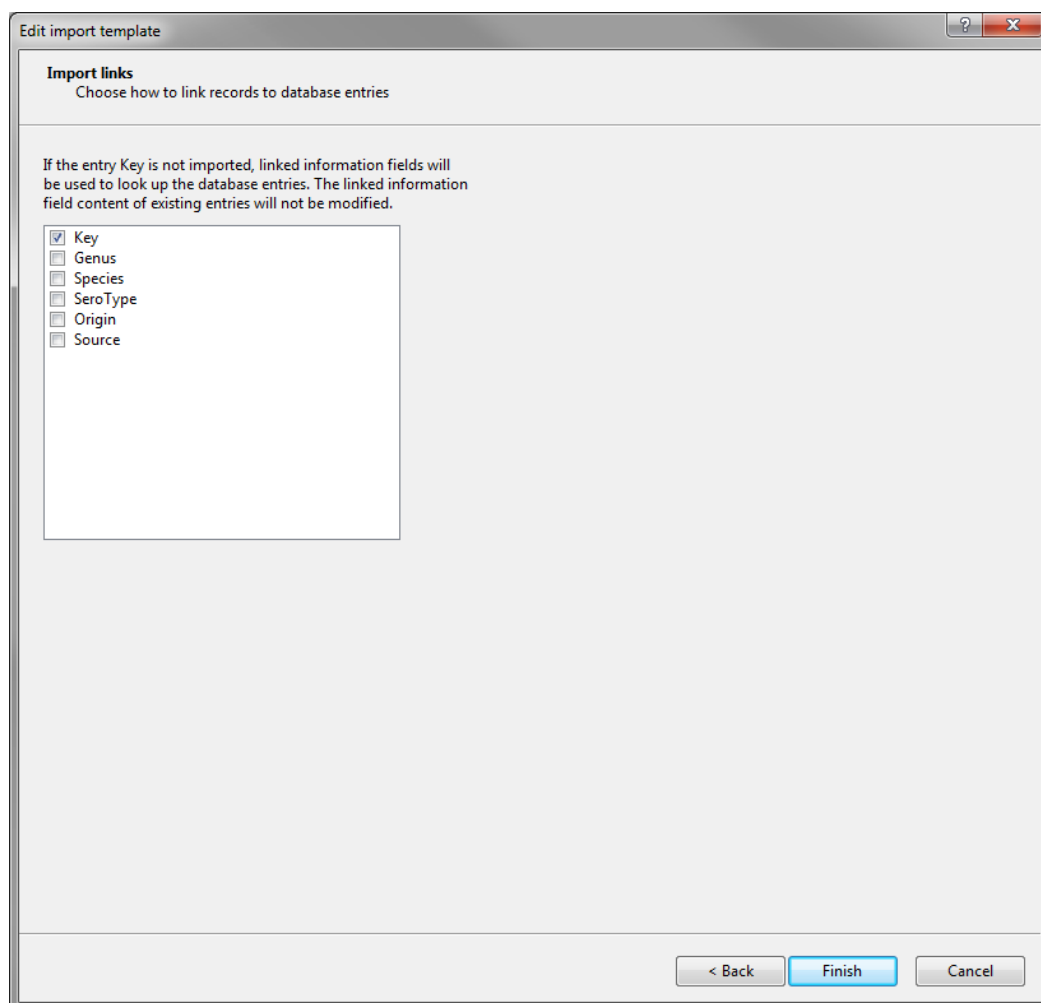 Edit import template
Import links
Choose how to link records to database entries
If the entry Key is not imported, linked information fields will
be used to look up the database entries. The linked information
field content of existing entries will not be modified.
Key
Genus
Species
SeroType
Origin
Source
< Back Finish Cancel